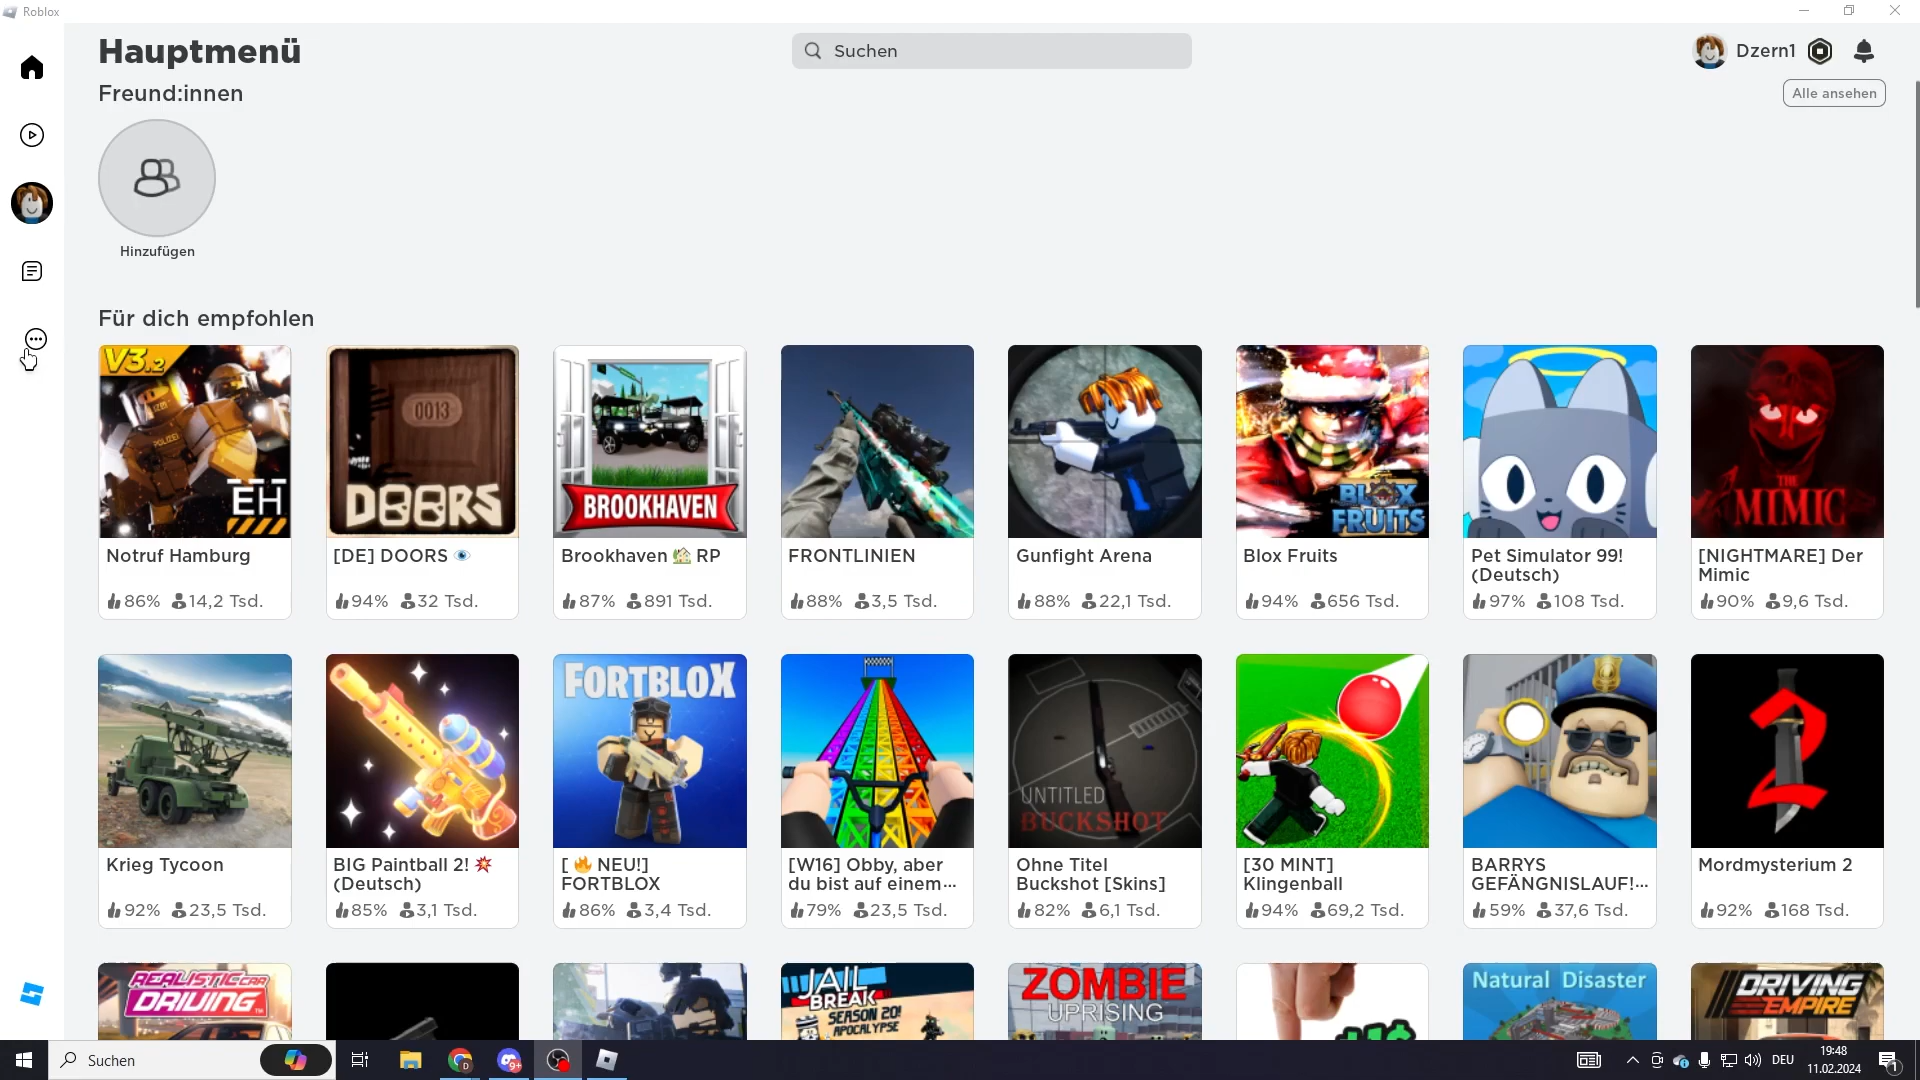 Roblox
Hauptmenü
Suchen
Dzern1
Freund:innen
Alle ansehen
Hinzufügen
Für dich empfohlen
V3.2
POLIZEI
EH
0013
DOORS
BROOKHAVEN
BLOX
FRUITS
THE
MIMIC
Notruf Hamburg
[DE] DOORS 👁️
Brookhaven 🏡 RP
FRONTLINIEN
Gunfight Arena
Blox Fruits
Pet Simulator 99!
(Deutsch)
[NIGHTMARE] Der
Mimic
86% 14,2 Tsd.
94% 32 Tsd.
87% 891 Tsd.
88% 3,5 Tsd.
88% 22,1 Tsd.
94% 656 Tsd.
97% 108 Tsd.
90% 9,6 Tsd.
FORTBLOX
UNTITLED
BUCKSHOT
2
Krieg Tycoon
BIG Paintball 2! 💥
(Deutsch)
[ 🔥 NEU!]
FORTBLOX
[W16] Obby, aber
du bist auf einem...
Ohne Titel
Buckshot [Skins]
[30 MINT]
Klingenball
BARRYS
GEFÄNGNISLAUF!...
Mordmysterium 2
92% 23,5 Tsd.
85% 3,1 Tsd.
86% 3,4 Tsd.
79% 23,5 Tsd.
82% 6,1 Tsd.
94% 69,2 Tsd.
59% 37,6 Tsd.
92% 168 Tsd.
REALISTIC CAR
DRIVING
JAIL
BREAK
SEASON 20!
APOCALYPSE
ZOMBIE
UPRISING
Natural Disaster
DRIVING
EMPIRE
Suchen
D
9+
DEU
19:48
11.02.2024
1